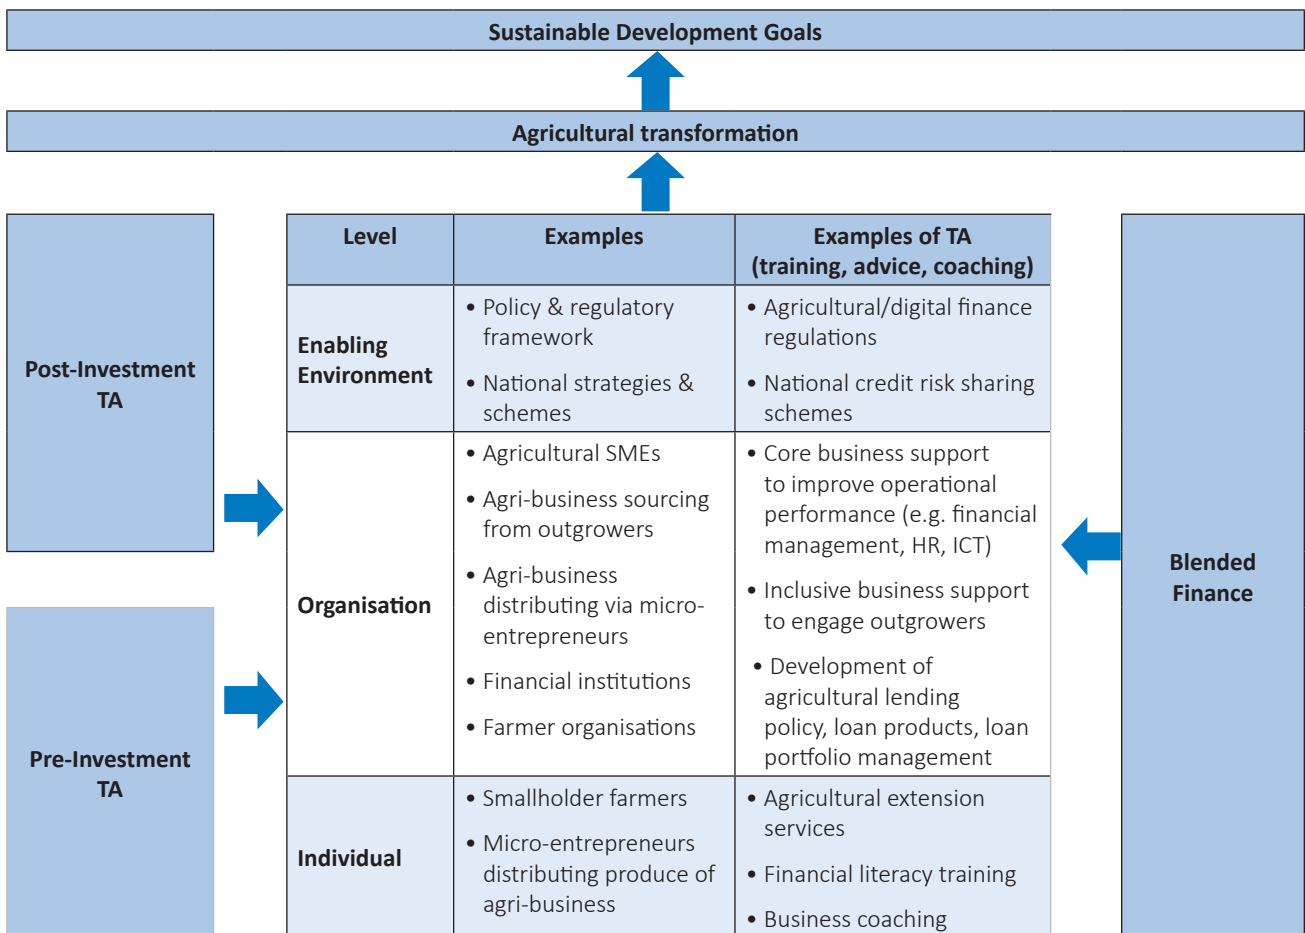 Sustainable Development Goals
Agricultural transformation
Post-Investment
TA
Pre-Investment
TA
Level
Examples
Examples of TA
(training, advice, coaching)
Enabling
Environment
• Policy & regulatory
framework
• National strategies &
schemes
• Agricultural/digital finance
regulations
• National credit risk sharing
schemes
Organisation
• Agricultural SMEs
• Agri-business sourcing
from outgrowers
• Agri-business
distributing via micro-
entrepreneurs
• Financial institutions
• Farmer organisations
• Core business support
to improve operational
performance (e.g. financial
management, HR, ICT)
• Inclusive business support
to engage outgrowers
• Development of
agricultural lending
policy, loan products, loan
portfolio management
Individual
• Smallholder farmers
• Micro-entrepreneurs
distributing produce of
agri-business
• Agricultural extension
services
• Financial literacy training
• Business coaching
Blended
Finance